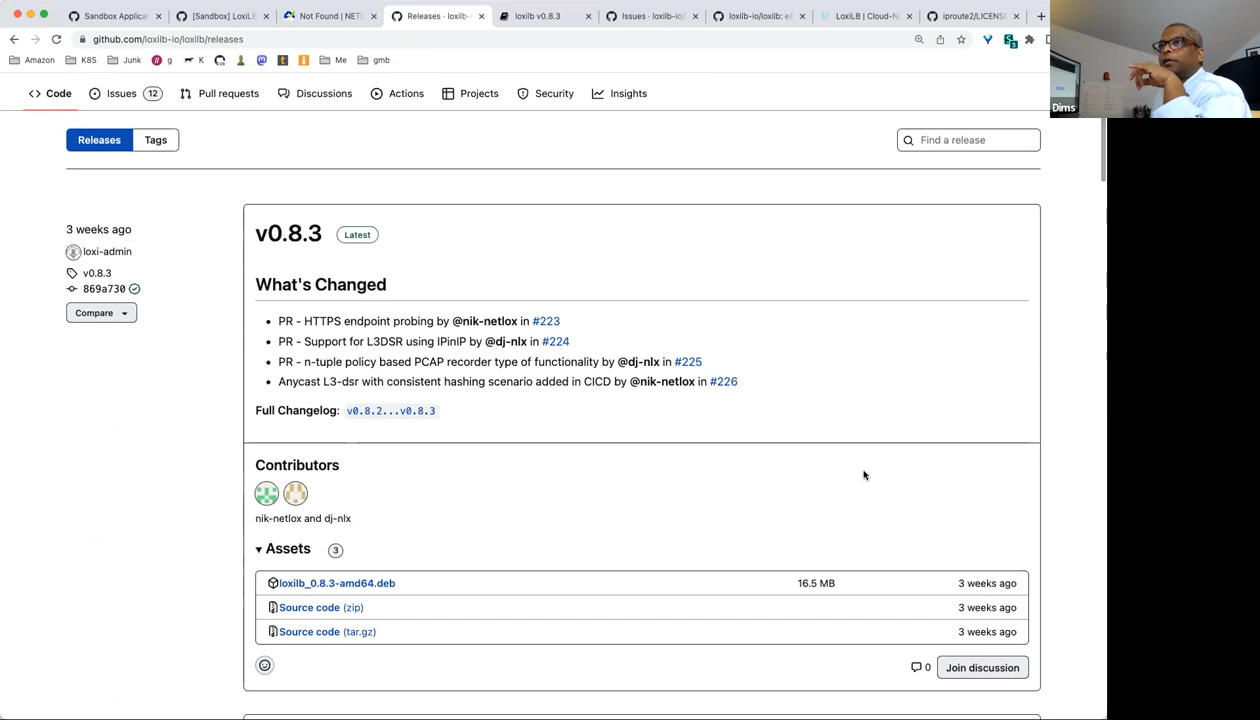 Sandbox Applica
[Sandbox] LoxiLB
Not Found | NETL
Releases · loxilb-
loxilb v0.8.3
Issues · loxilb-io/
loxilb-io/loxilb: eB
LoxiLB | Cloud-Na
iproute2/LICENSE
github.com/loxilb-io/loxilb/releases
Amazon
K8S
Junk
g
K
Me
gmb
Dims
Code
Issues 12
Pull requests
Discussions
Actions
Projects
Security
Insights
Releases
Tags
Find a release
3 weeks ago
loxi-admin
v0.8.3
869a730
Compare
v0.8.3 Latest
What's Changed
PR - HTTPS endpoint probing by @nik-netlox in #223
PR - Support for L3DSR using IPinIP by @dj-nlx in #224
PR - n-tuple policy based PCAP recorder type of functionality by @dj-nlx in #225
Anycast L3-dsr with consistent hashing scenario added in CICD by @nik-netlox in #226
Full Changelog: v0.8.2...v0.8.3
Contributors
nik-netlox and dj-nlx
Assets 3
loxilb_0.8.3-amd64.deb 16.5 MB 3 weeks ago
Source code (zip) 3 weeks ago
Source code (tar.gz) 3 weeks ago
0
Join discussion